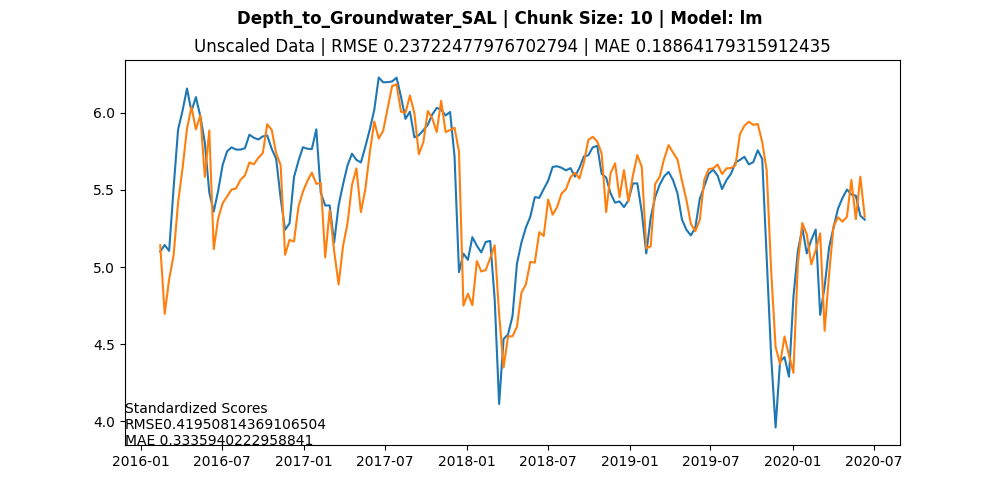 Depth_to_Groundwater_SAL | Chunk Size: 10 | Model: lm
Unscaled Data | RMSE 0.23722477976702794 | MAE 0.18864179315912435
6.0
5.5
5.0
4.5
4.0
Standardized Scores
RMSE0.41950814369106504
MAE 0.3335940222958841
2016-01 2016-07 2017-01 2017-07 2018-01 2018-07 2019-01 2019-07 2020-01 2020-07